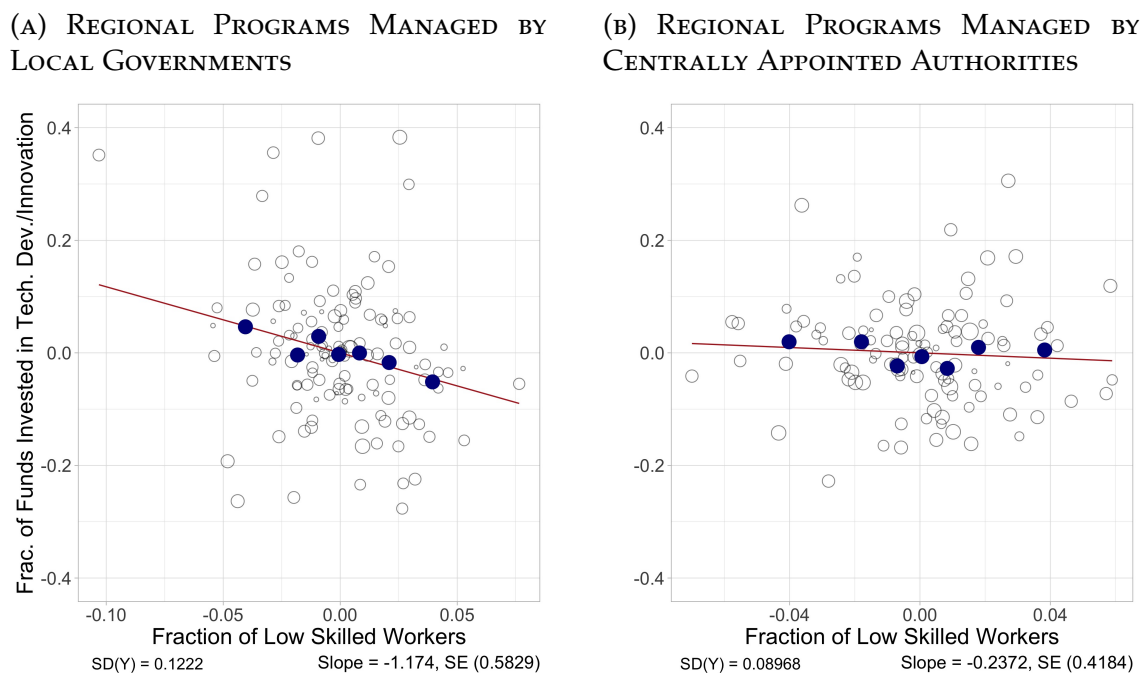 (A) Regional Programs Managed by
Local Governments
(B) Regional Programs Managed by
Centrally Appointed Authorities
Frac. of Funds Invested in Tech. Dev./Innovation
0.4
0.2
0.0
-0.2
-0.4
-0.10 -0.05 0.00 0.05
Fraction of Low Skilled Workers
SD(Y) = 0.1222 Slope = -1.174, SE (0.5829)
0.4
0.2
0.0
-0.2
-0.4
-0.04 0.00 0.04
Fraction of Low Skilled Workers
SD(Y) = 0.08968 Slope = -0.2372, SE (0.4184)